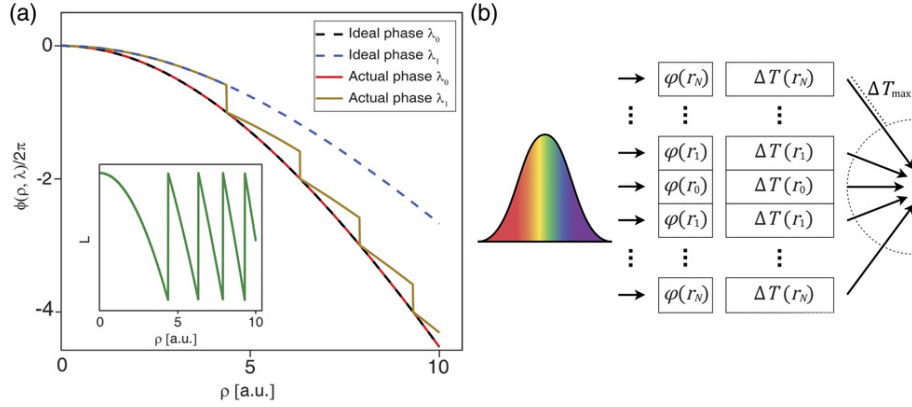 (a)
0
-2
-4
ϕ(ρ, λ)/2π
0
5
10
ρ [a.u.]
Ideal phase λ₀
Ideal phase λ₁
Actual phase λ₀
Actual phase λ₁
L
0
5
10
ρ [a.u.]
(b)
φ(r_N) ΔT(r_N)
ΔT_max
φ(r₁) ΔT(r₁)
φ(r₀) ΔT(r₀)
φ(r₁) ΔT(r₁)
φ(r_N) ΔT(r_N)